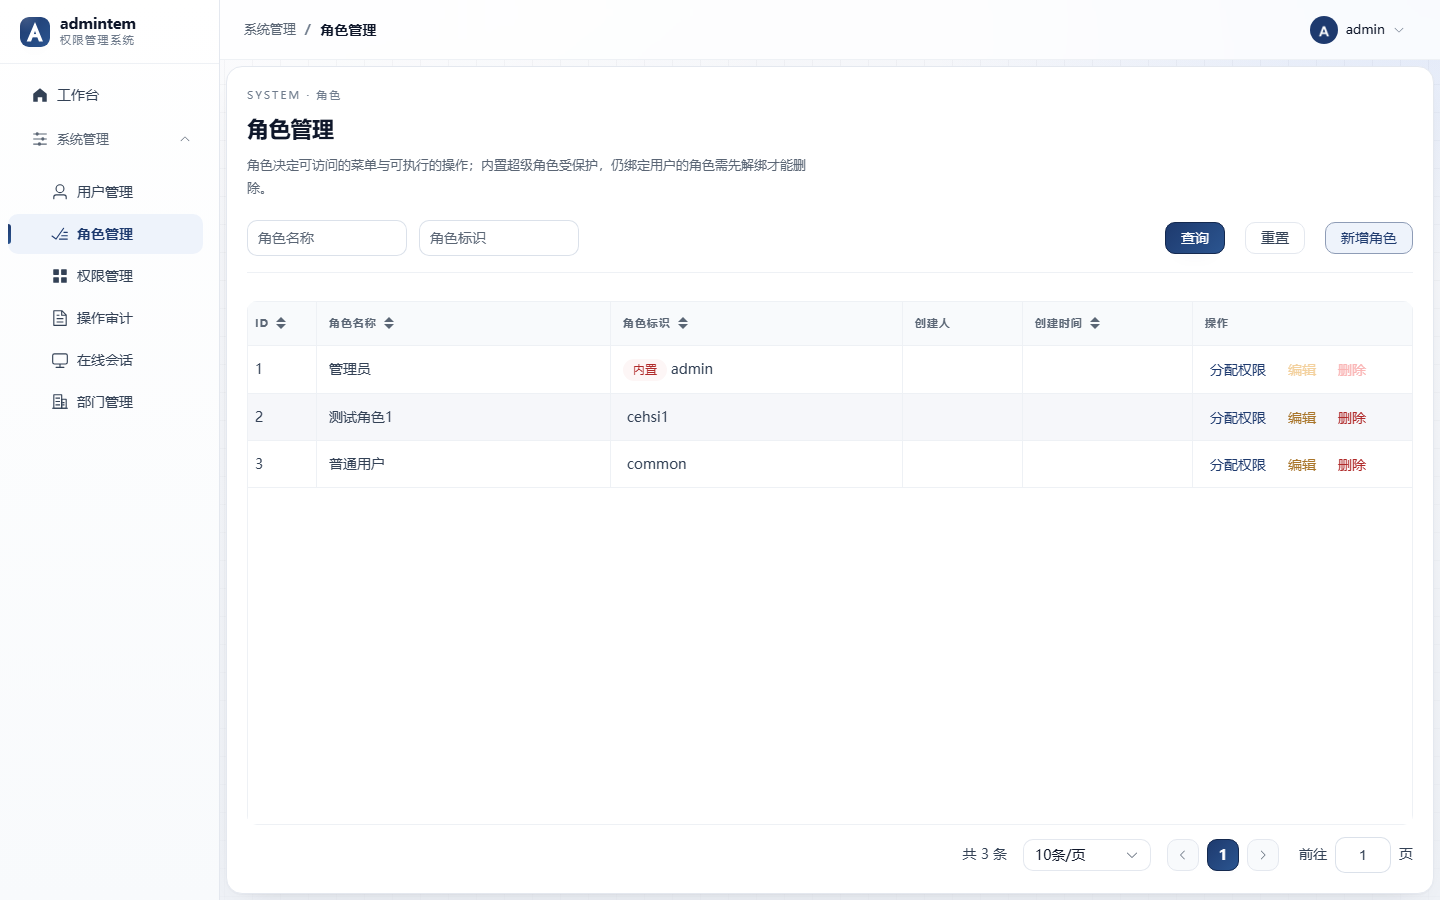 admintem
权限管理系统
系统管理 / 角色管理
A admin
工作台
系统管理
用户管理
角色管理
权限管理
操作审计
在线会话
部门管理
SYSTEM · 角色
角色管理
角色决定可访问的菜单与可执行的操作；内置超级角色受保护，仍绑定用户的角色需先解绑才能删
除。
角色名称 角色标识 查询 重置 新增角色
ID 角色名称 角色标识 创建人 创建时间 操作
1 管理员 内置 admin 分配权限 编辑 删除
2 测试角色1 cehsi1 分配权限 编辑 删除
3 普通用户 common 分配权限 编辑 删除
共 3 条 10条/页 1 前往 1 页